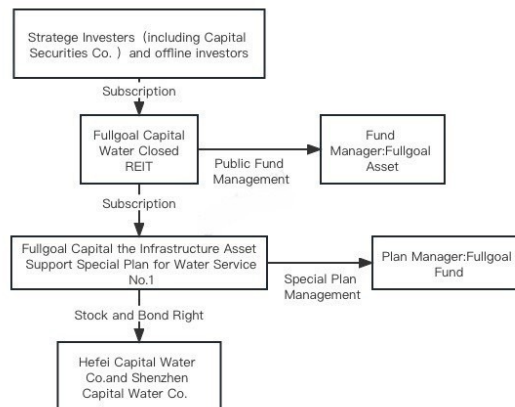 Stratege Investers（including Capital
Securities Co. ）and offline investors
Subscription
Fullgoal Capital
Water Closed
REIT
Public Fund
Management
Fund
Manager:Fullgoal
Asset
Subscription
Fullgoal Capital the Infrastructure Asset
Support Special Plan for Water Service
No.1
Special Plan
Management
Plan Manager:Fullgoal
Fund
Stock and Bond Right
Hefei Capital Water
Co.and Shenzhen
Capital Water Co.